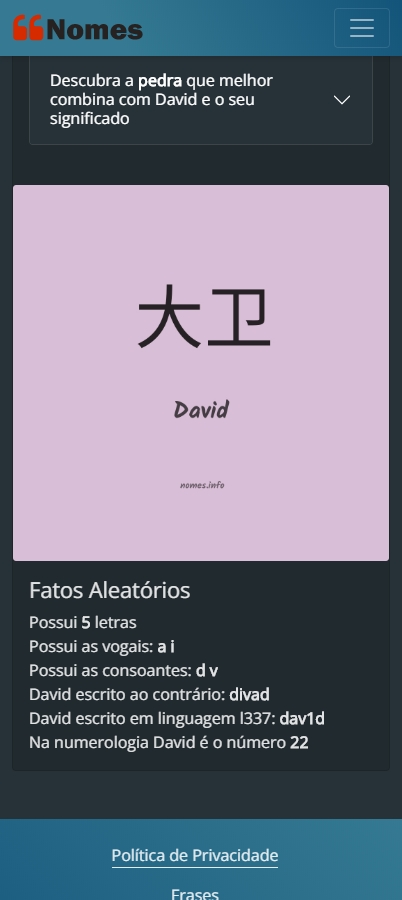 Nomes
Descubra a pedra que melhor
combina com David e o seu
significado
大卫
David
nomes.info
Fatos Aleatórios
Possui 5 letras
Possui as vogais: a i
Possui as consoantes: d v
David escrito ao contrário: divad
David escrito em linguagem l337: dav1d
Na numerologia David é o número 22
Política de Privacidade
Frases